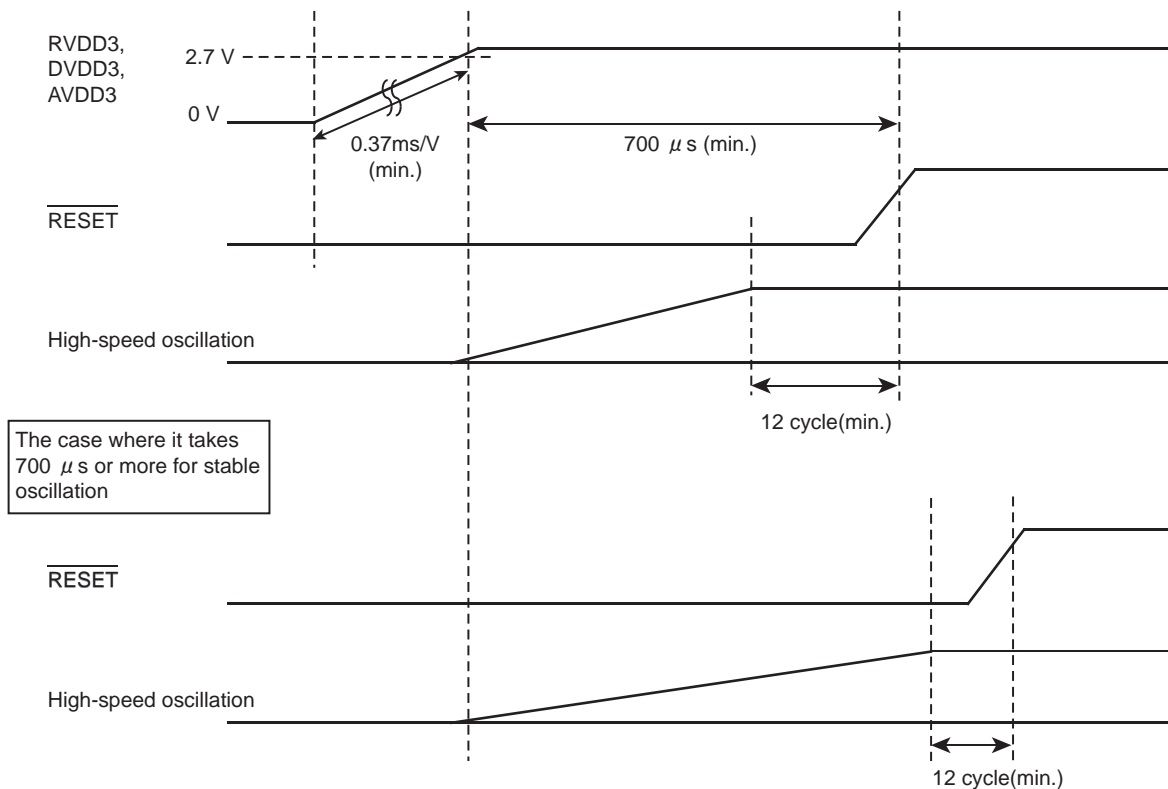 RVDD3,
DVDD3,
AVDD3
2.7 V
0 V
0.37ms/V
(min.)
700 μs (min.)
RESET
High-speed oscillation
12 cycle(min.)
The case where it takes
700 μs or more for stable
oscillation
RESET
High-speed oscillation
12 cycle(min.)